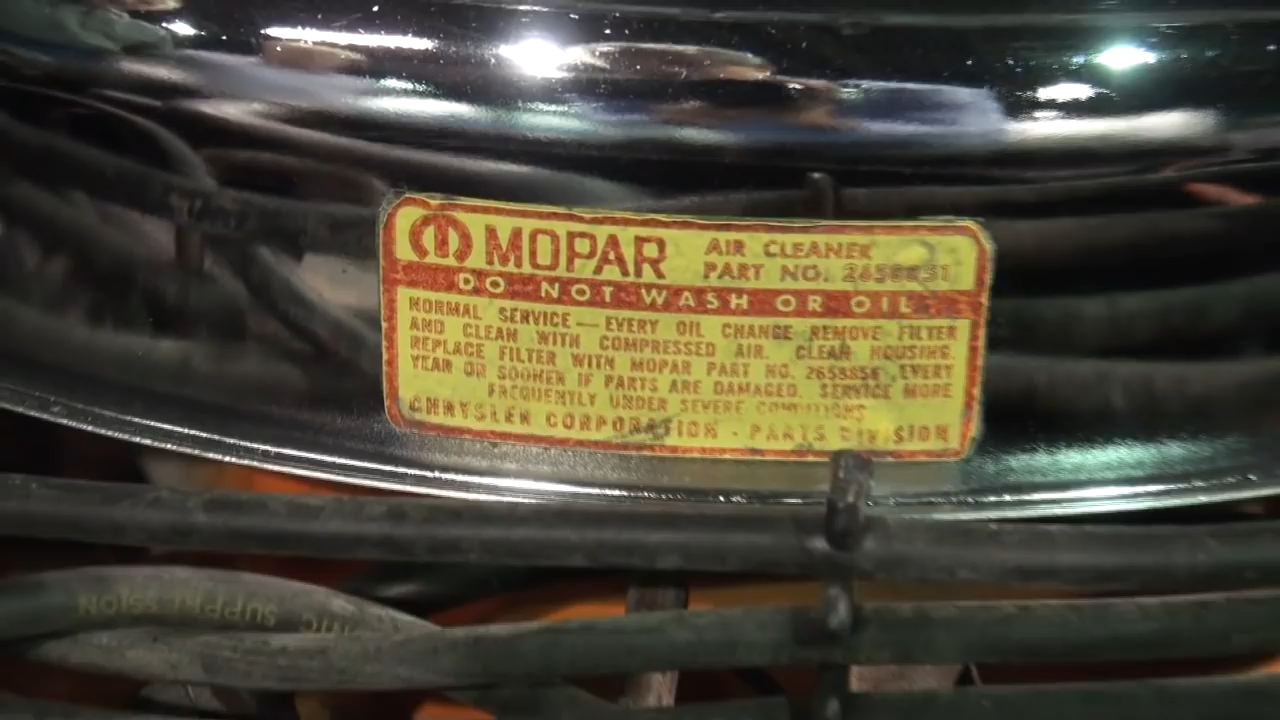 MOPAR
AIR CLEANER
PART NO.
DO NOT WASH OR OIL
NORMAL SERVICE — EVERY OIL CHANGE REMOVE FILTER
AND CLEAN WITH COMPRESSED AIR. CLEAN HOUSING.
REPLACE FILTER WITH MOPAR PART NO. EVERY
YEAR OR SOONER IF PARTS ARE DAMAGED. SERVICE MORE
FREQUENTLY UNDER SEVERE CONDITIONS
CHRYSLER CORPORATION - PARTS DIVISION
SUPPRESSION